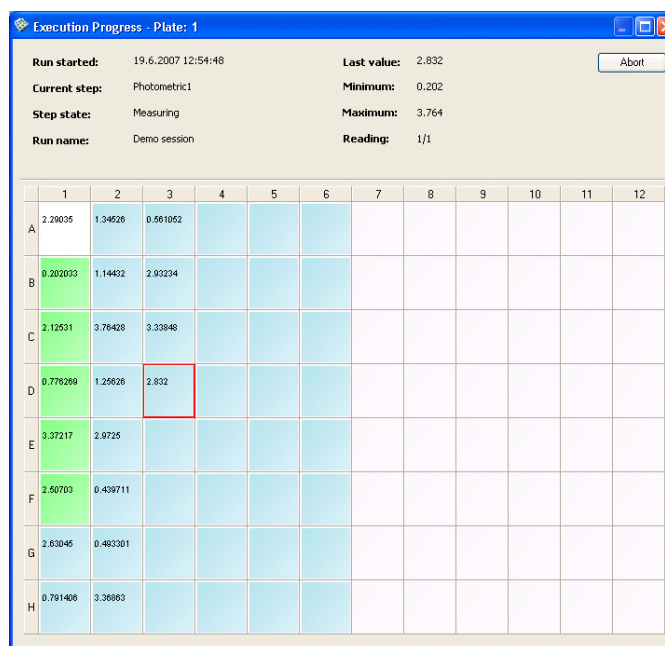 Execution Progress - Plate: 1
Run started: 19.6.2007 12:54:48 Last value: 2.832 Abort
Current step: Photometric1 Minimum: 0.202
Step state: Measuring Maximum: 3.764
Run name: Demo session Reading: 1/1
1 2 3 4 5 6 7 8 9 10 11 12
A 2.29035 1.34526 0.561052
B 0.202033 1.14432 2.93234
C 2.12531 3.76428 3.33848
D 0.776269 1.25626 2.832
E 3.37217 2.9725
F 2.50703 0.439711
G 2.63045 0.493301
H 0.791406 3.36863